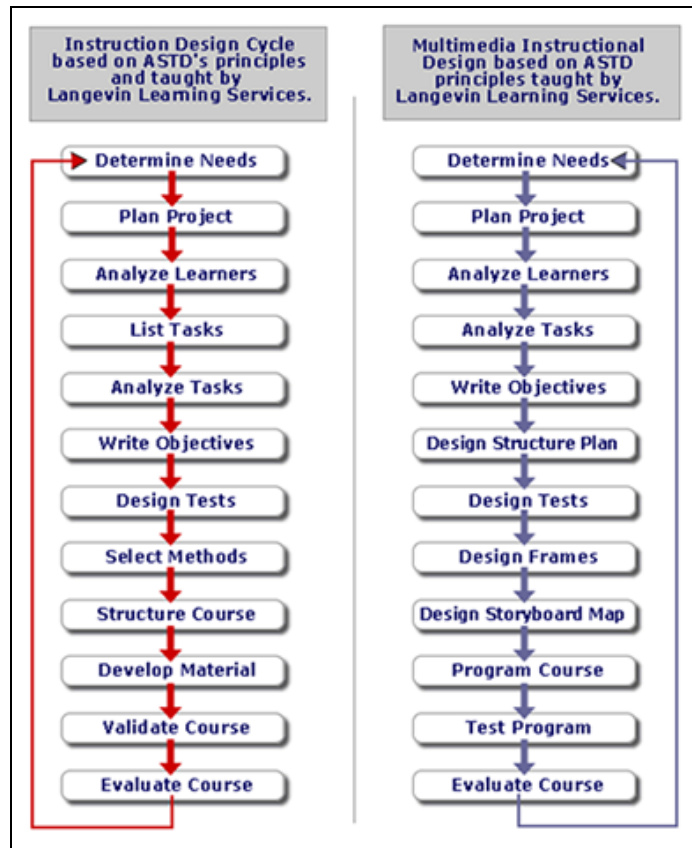 Instruction Design Cycle
based on ASTD's principles
and taught by
Langevin Learning Services.
Determine Needs
Plan Project
Analyze Learners
List Tasks
Analyze Tasks
Write Objectives
Design Tests
Select Methods
Structure Course
Develop Material
Validate Course
Evaluate Course
Multimedia Instructional
Design based on ASTD
principles taught by
Langevin Learning Services.
Determine Needs
Plan Project
Analyze Learners
Analyze Tasks
Write Objectives
Design Structure Plan
Design Tests
Design Frames
Design Storyboard Map
Program Course
Test Program
Evaluate Course